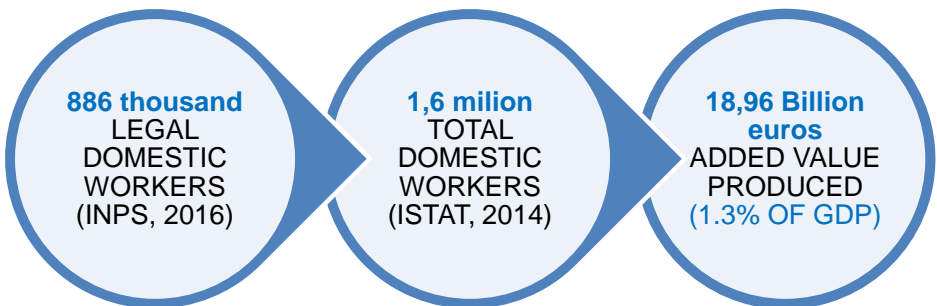 886 thousand
LEGAL
DOMESTIC
WORKERS
(INPS, 2016)
1,6 milion
TOTAL
DOMESTIC
WORKERS
(ISTAT, 2014)
18,96 Billion
euros
ADDED VALUE
PRODUCED
(1.3% OF GDP)